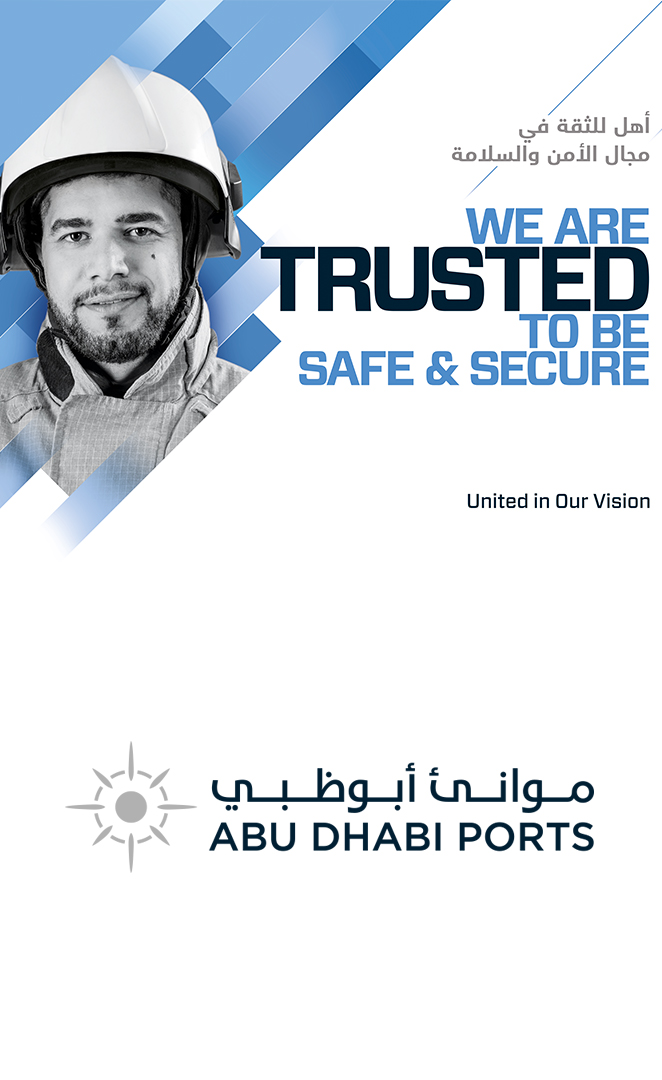 أهل للثقة في
مجال الأمن والسلامة
WE ARE
TRUSTED
TO BE
SAFE & SECURE
United in Our Vision
مـوانـئ أبـوظـبـي
ABU DHABI PORTS